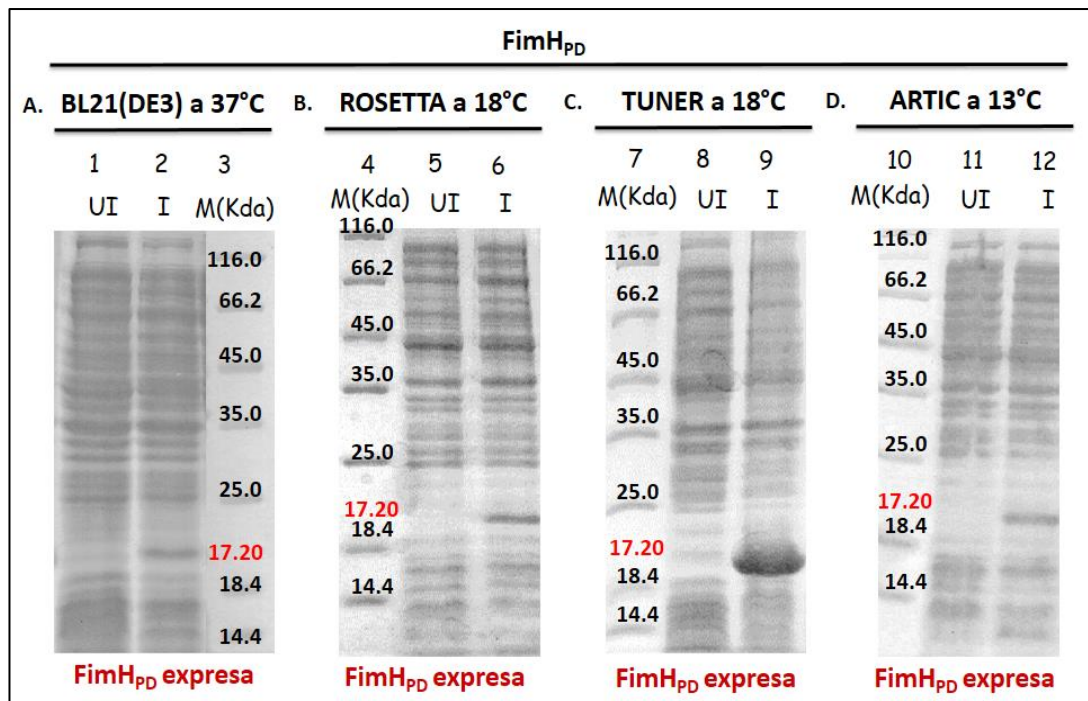 FimHPD
A. BL21(DE3) a 37°C
B. ROSETTA a 18°C
C. TUNER a 18°C
D. ARTIC a 13°C
1 2 3
UI I M(Kda)
4 5 6
M(Kda) UI I
7 8 9
M(Kda) UI I
10 11 12
M(Kda) UI I
116.0
66.2
45.0
35.0
25.0
17.20
18.4
14.4
116.0
66.2
45.0
35.0
25.0
17.20
18.4
14.4
116.0
66.2
45.0
35.0
25.0
17.20
18.4
14.4
116.0
66.2
45.0
35.0
25.0
17.20
18.4
14.4
FimHPD expresa
FimHPD expresa
FimHPD expresa
FimHPD expresa